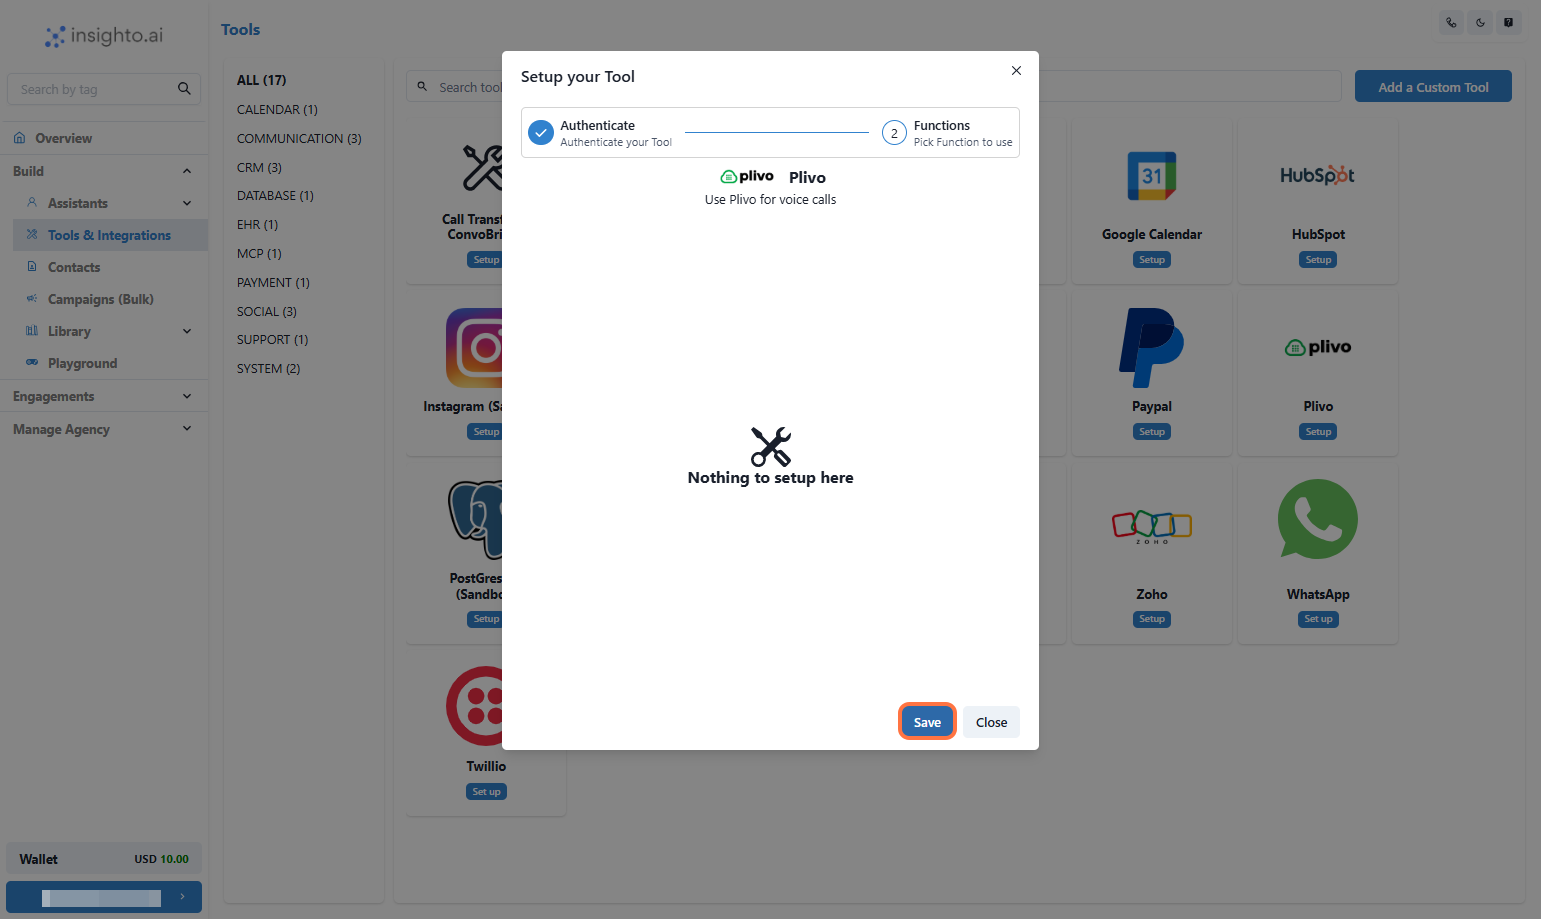 insighto.ai
Search by tag
Overview
Build
Assistants
Tools & Integrations
Contacts
Campaigns (Bulk)
Library
Playground
Engagements
Manage Agency
Wallet
USD 10.00
Tools
ALL (17)
CALENDAR (1)
COMMUNICATION (3)
CRM (3)
DATABASE (1)
EHR (1)
MCP (1)
PAYMENT (1)
SOCIAL (3)
SUPPORT (1)
SYSTEM (2)
Search tool
Add a Custom Tool
Call Transf
ConvoBri
Setup
31
Google Calendar
Setup
HubSpot
HubSpot
Setup
Instagram (Sa
Setup
Paypal
Setup
plivo
Plivo
Setup
PostGres
(Sandbo
Setup
ZOHO
Zoho
Setup
WhatsApp
Set up
Twillio
Set up
Setup your Tool
Authenticate
Authenticate your Tool
2
Functions
Pick Function to use
plivo
Plivo
Use Plivo for voice calls
Nothing to setup here
Save
Close